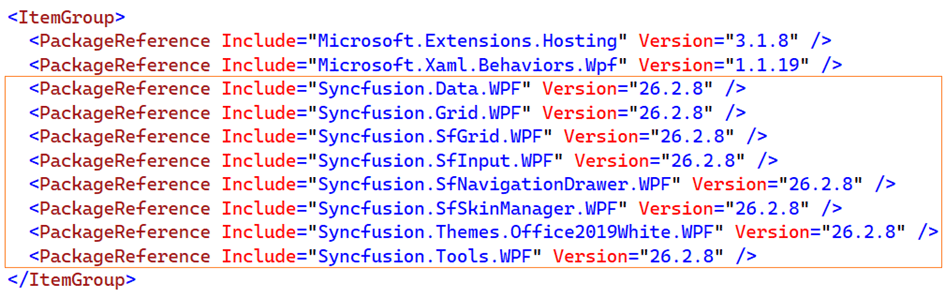 <ItemGroup>
<PackageReference Include="Microsoft.Extensions.Hosting" Version="3.1.8" />
<PackageReference Include="Microsoft.Xaml.Behaviors.Wpf" Version="1.1.19" />
<PackageReference Include="Syncfusion.Data.WPF" Version="26.2.8" />
<PackageReference Include="Syncfusion.Grid.WPF" Version="26.2.8" />
<PackageReference Include="Syncfusion.SfGrid.WPF" Version="26.2.8" />
<PackageReference Include="Syncfusion.SfInput.WPF" Version="26.2.8" />
<PackageReference Include="Syncfusion.SfNavigationDrawer.WPF" Version="26.2.8" />
<PackageReference Include="Syncfusion.SfSkinManager.WPF" Version="26.2.8" />
<PackageReference Include="Syncfusion.Themes.Office2019White.WPF" Version="26.2.8" />
<PackageReference Include="Syncfusion.Tools.WPF" Version="26.2.8" />
</ItemGroup>